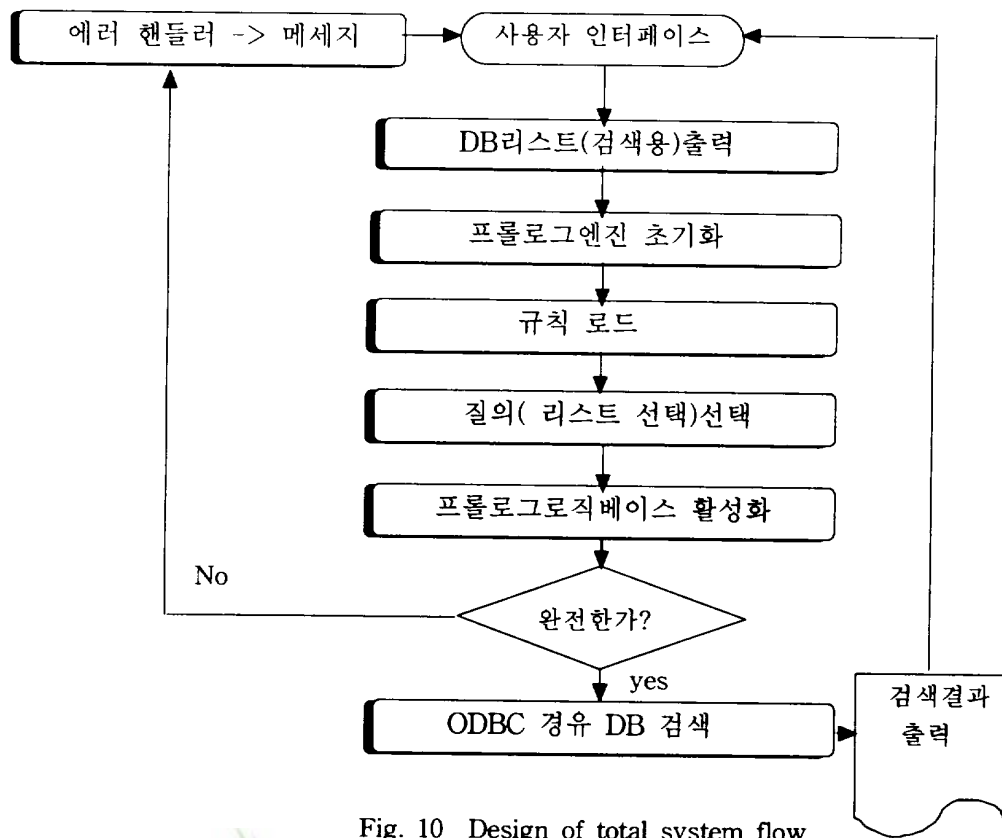 에러 핸들러 -> 메세지
사용자 인터페이스
DB리스트(검색용)출력
프롤로그엔진 초기화
규칙 로드
질의( 리스트 선택)선택
프롤로그로직베이스 활성화
No
완전한가?
yes
ODBC 경유 DB 검색
검색결과
출력
Fig. 10 Design of total system flow